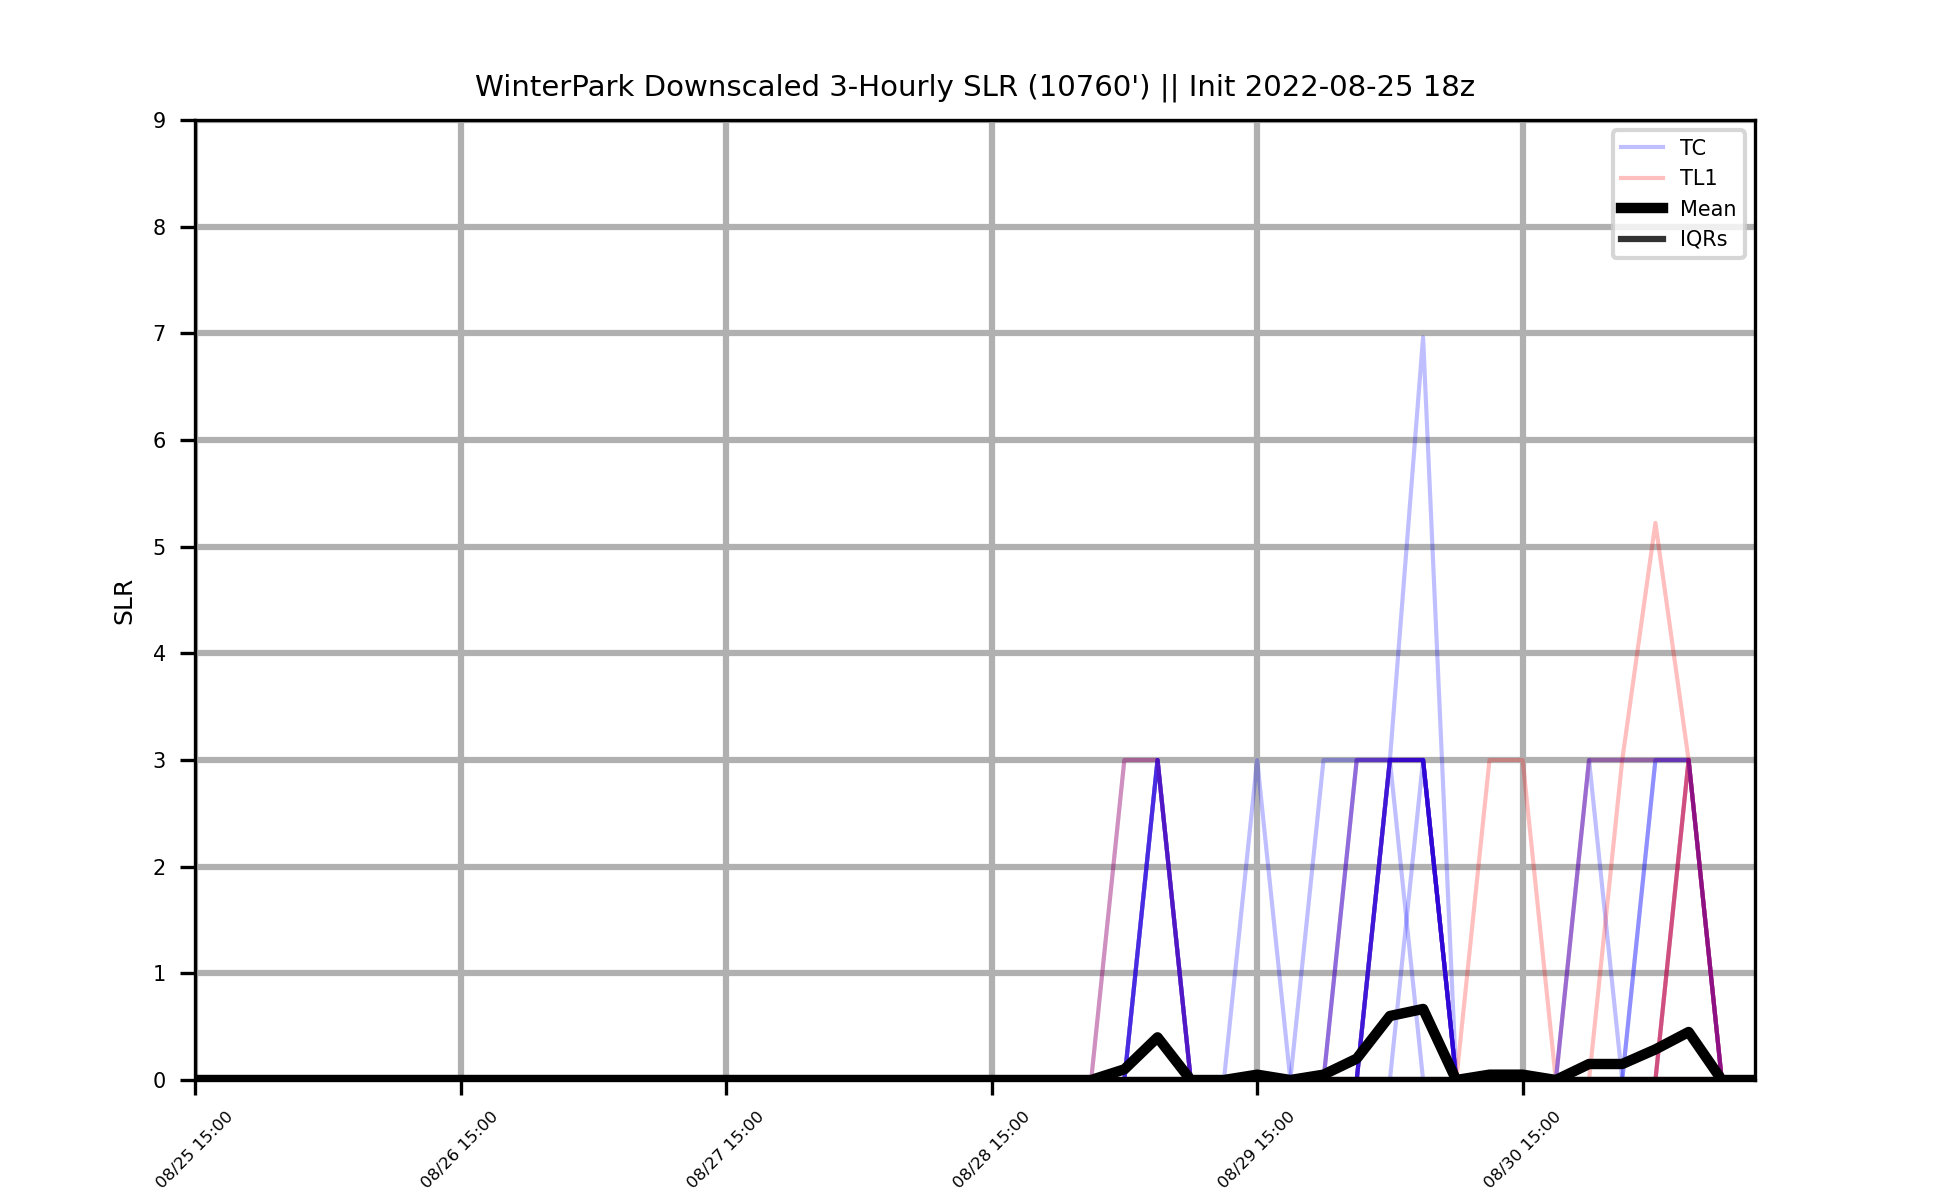 WinterPark Downscaled 3-Hourly SLR (10760') || Init 2022-08-25 18z
TC
TL1
Mean
IQRs
SLR
9
8
7
6
5
4
3
2
1
0
08/25 15:00
08/26 15:00
08/27 15:00
08/28 15:00
08/29 15:00
08/30 15:00